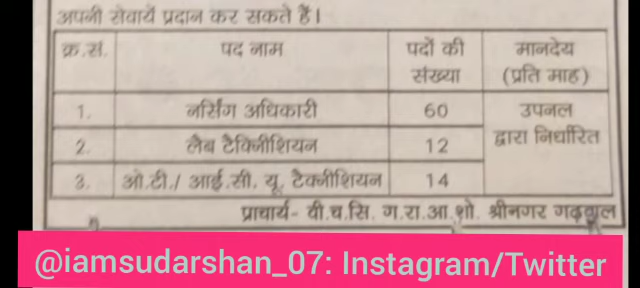 अपनी सेवायें प्रदान कर सकते हैं।
क्र.सं. पद नाम पदों की संख्या मानदेय (प्रति माह)
1. नर्सिंग अधिकारी 60 उपनल द्वारा निर्धारित
2. लैब टैक्निीशियन 12
3. ओ.टी./ आई.सी. यू. टैक्नीशियन 14
प्राचार्य- वी.च.सि. ग.रा.आ.शो. श्रीनगर गढ़वाल
@iamsudarshan_07: Instagram/Twitter